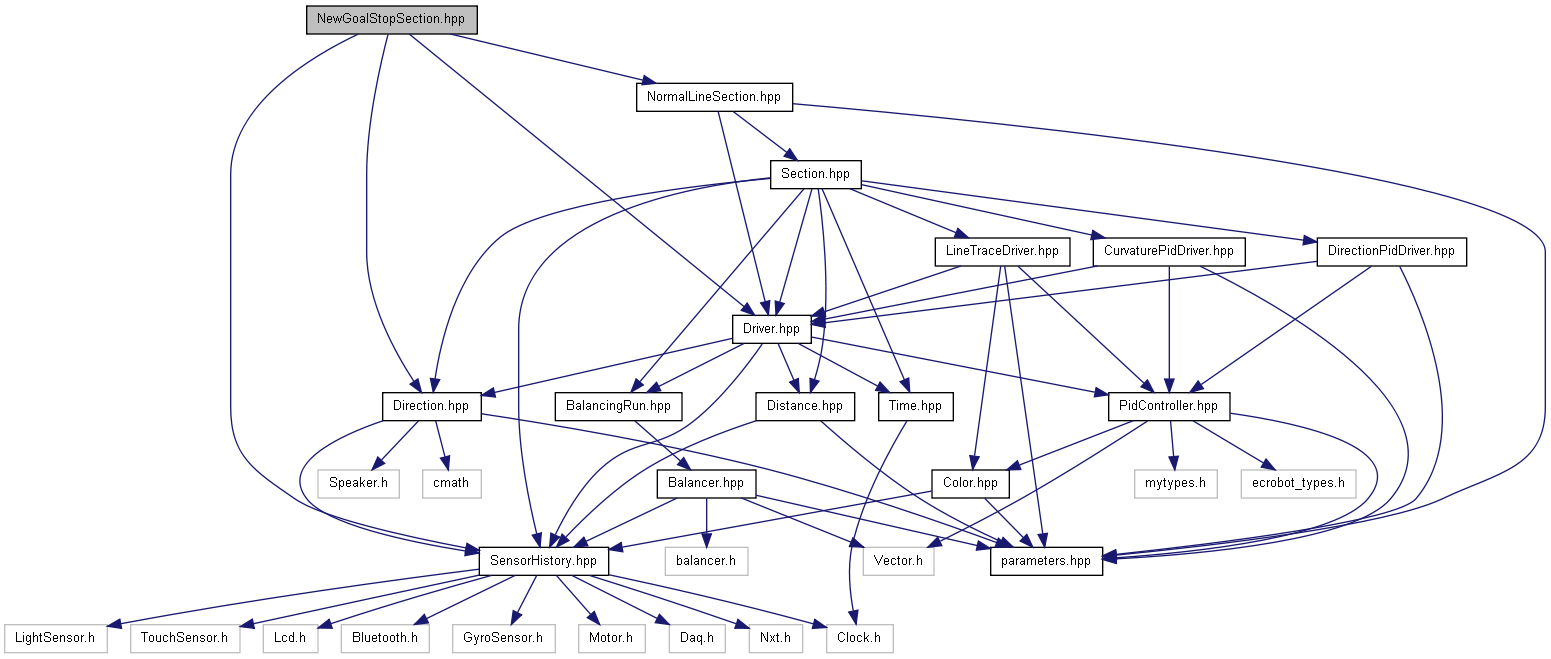 NewGoalStopSection.hpp
NormalLineSection.hpp
Section.hpp
LineTraceDriver.hpp
CurvaturePidDriver.hpp
DirectionPidDriver.hpp
Driver.hpp
Direction.hpp
BalancingRun.hpp
Distance.hpp
Time.hpp
PidController.hpp
Speaker.h
cmath
Balancer.hpp
Color.hpp
mytypes.h
ecrobot_types.h
SensorHistory.hpp
balancer.h
Vector.h
parameters.hpp
LightSensor.h
TouchSensor.h
Lcd.h
Bluetooth.h
GyroSensor.h
Motor.h
Daq.h
Nxt.h
Clock.h